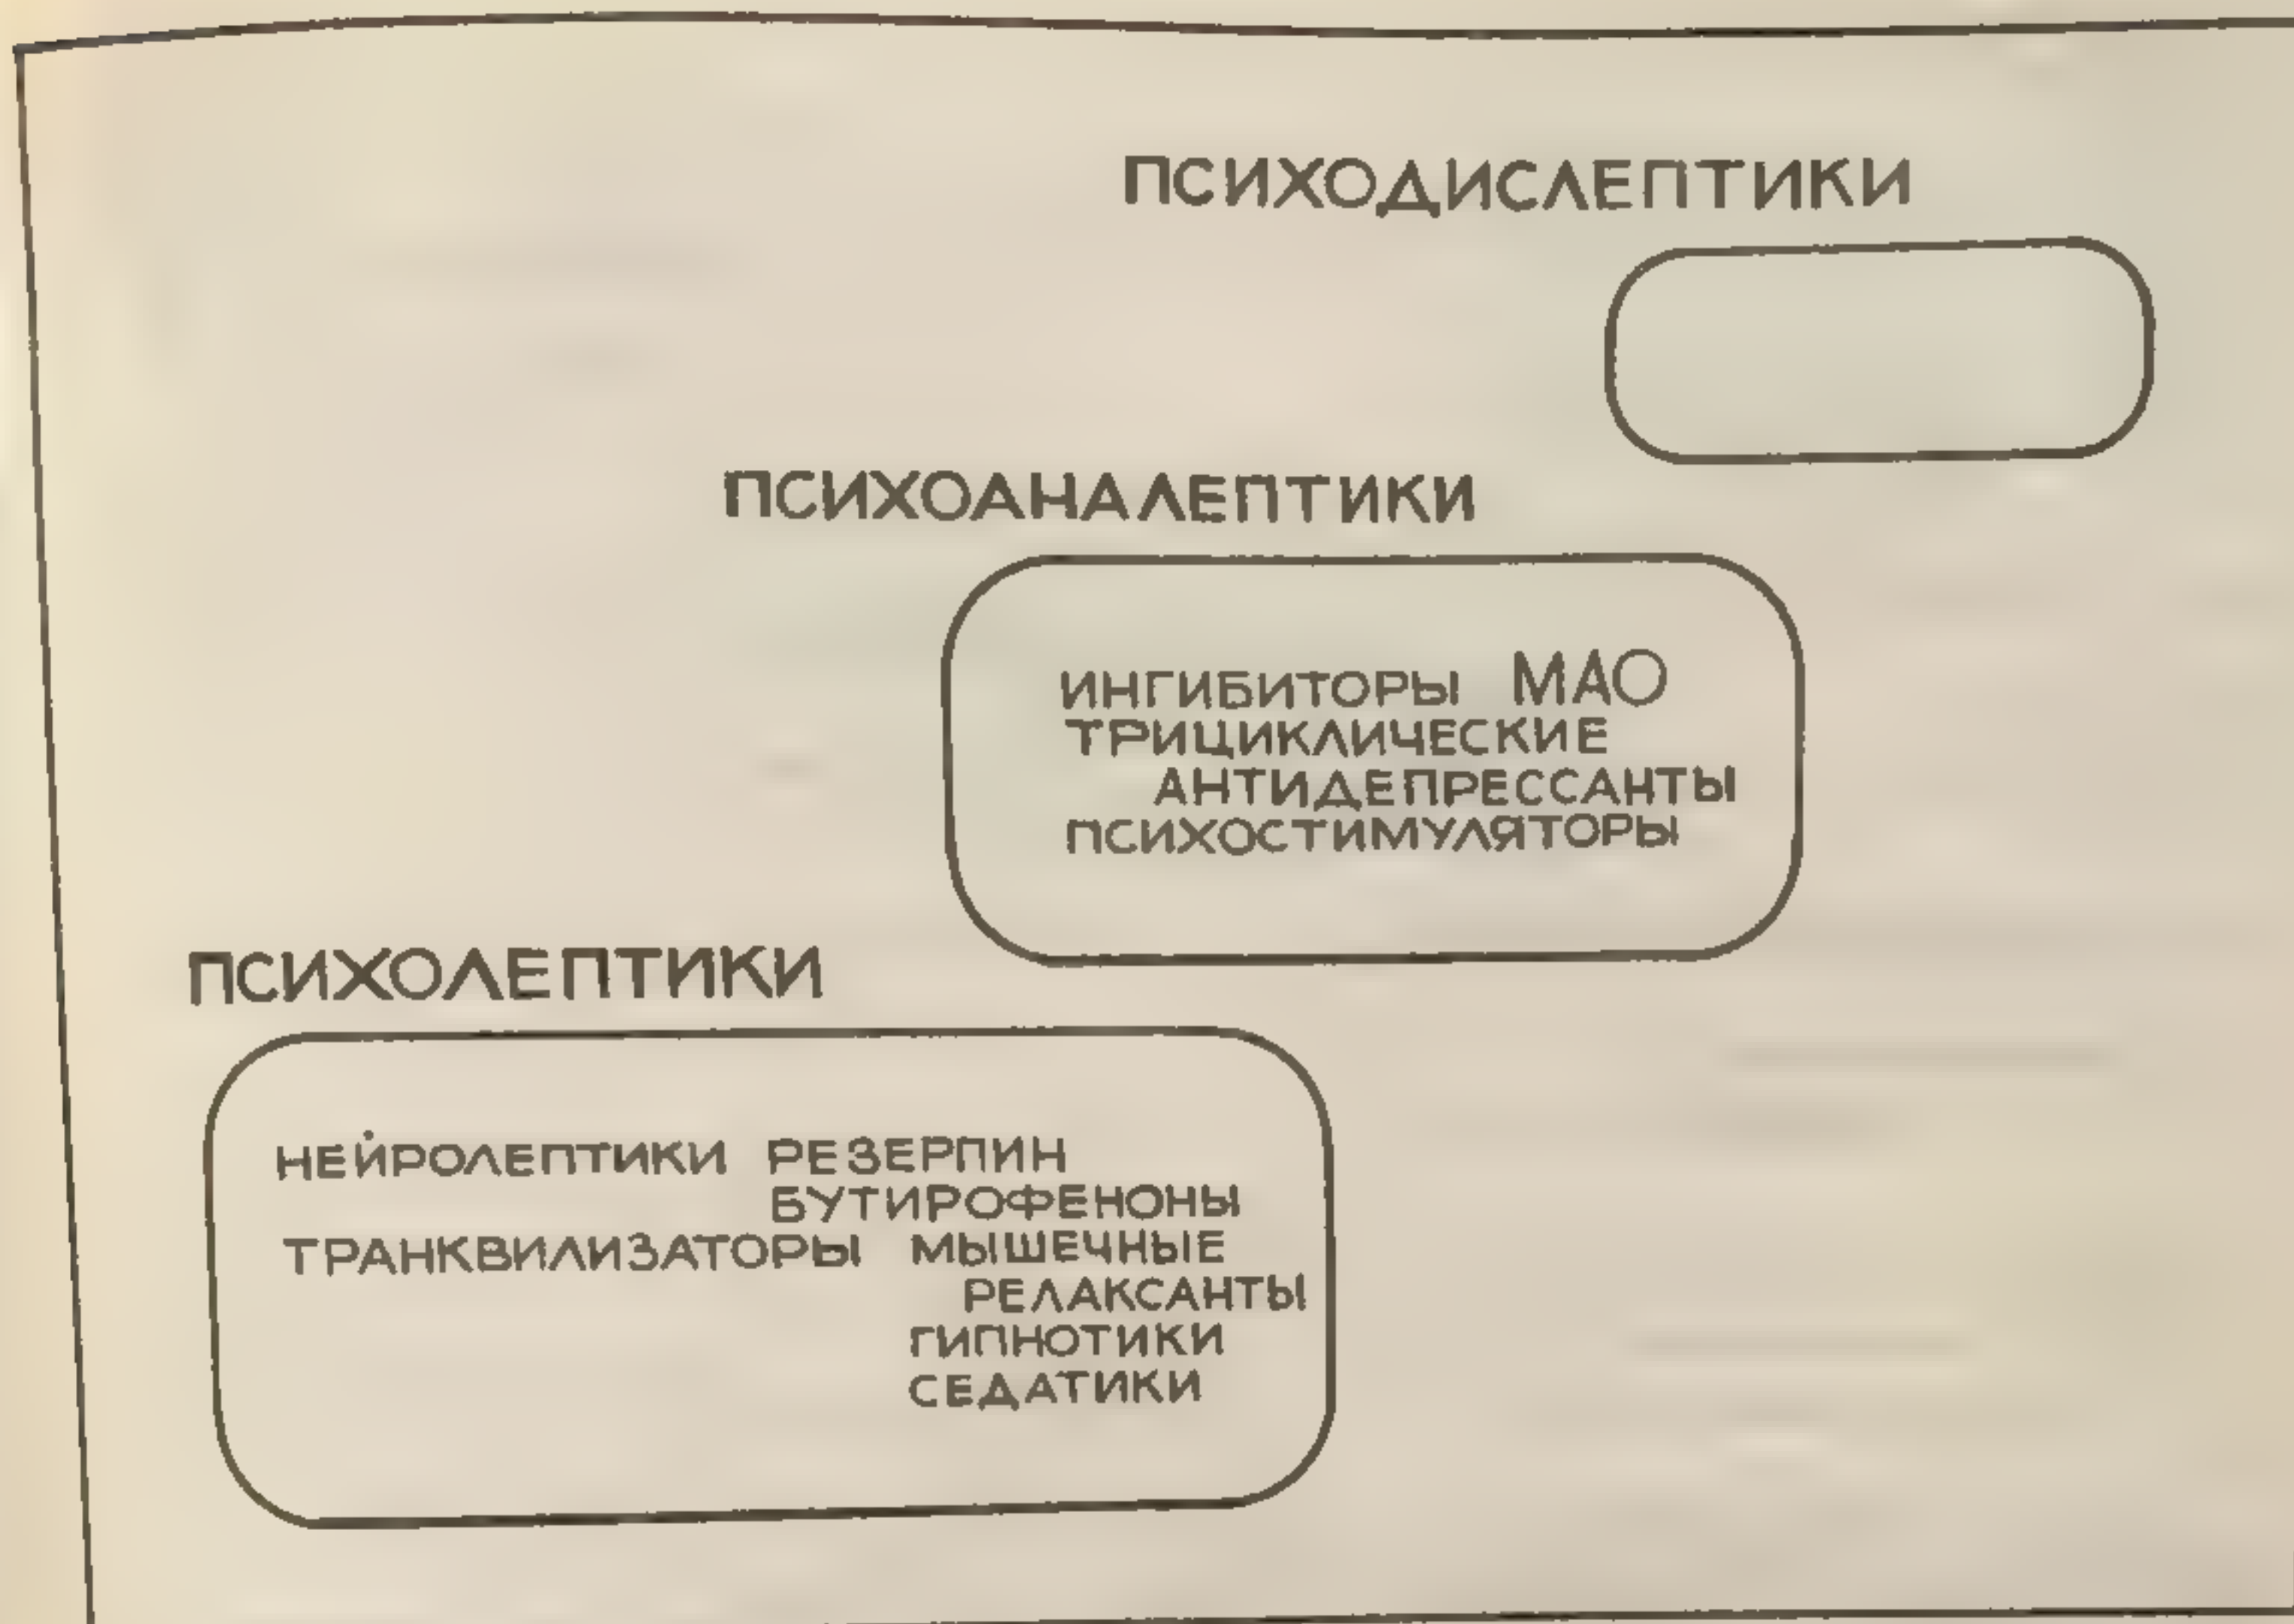 ПСИХОДИСЛЕПТИКИ
ПСИХОАНАЛЕПТИКИ
ИНГИБИТОРЫ МАО
ТРИЦИКЛИЧЕСКИЕ
АНТИДЕПРЕССАНТЫ
ПСИХОСТИМУЛЯТОРЫ
ПСИХОЛЕПТИКИ
НЕЙРОЛЕПТИКИ РЕЗЕРПИН
БУТИРОФЕНОНЫ
ТРАНКВИЛИЗАТОРЫ МЫШЕЧНЫЕ
РЕЛАКСАНТЫ
ГИПНОТИКИ
СЕДАТИКИ